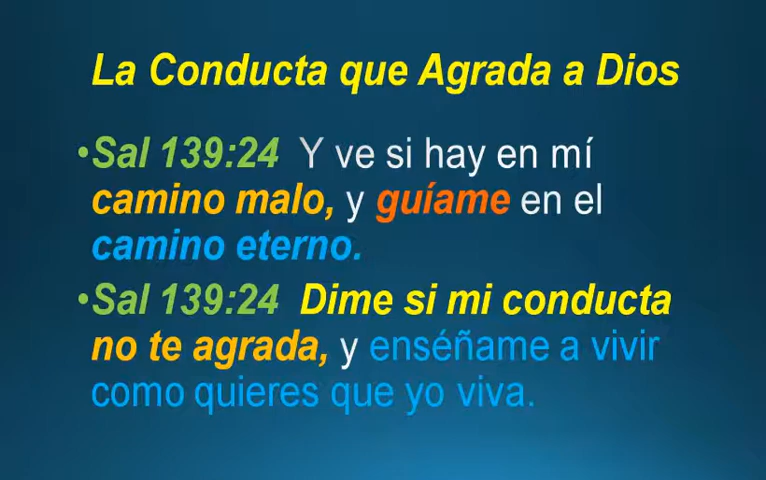 La Conducta que Agrada a Dios
•Sal 139:24 Y ve si hay en mí
camino malo, y guíame en el
camino eterno.
•Sal 139:24 Dime si mi conducta
no te agrada, y enséñame a vivir
como quieres que yo viva.